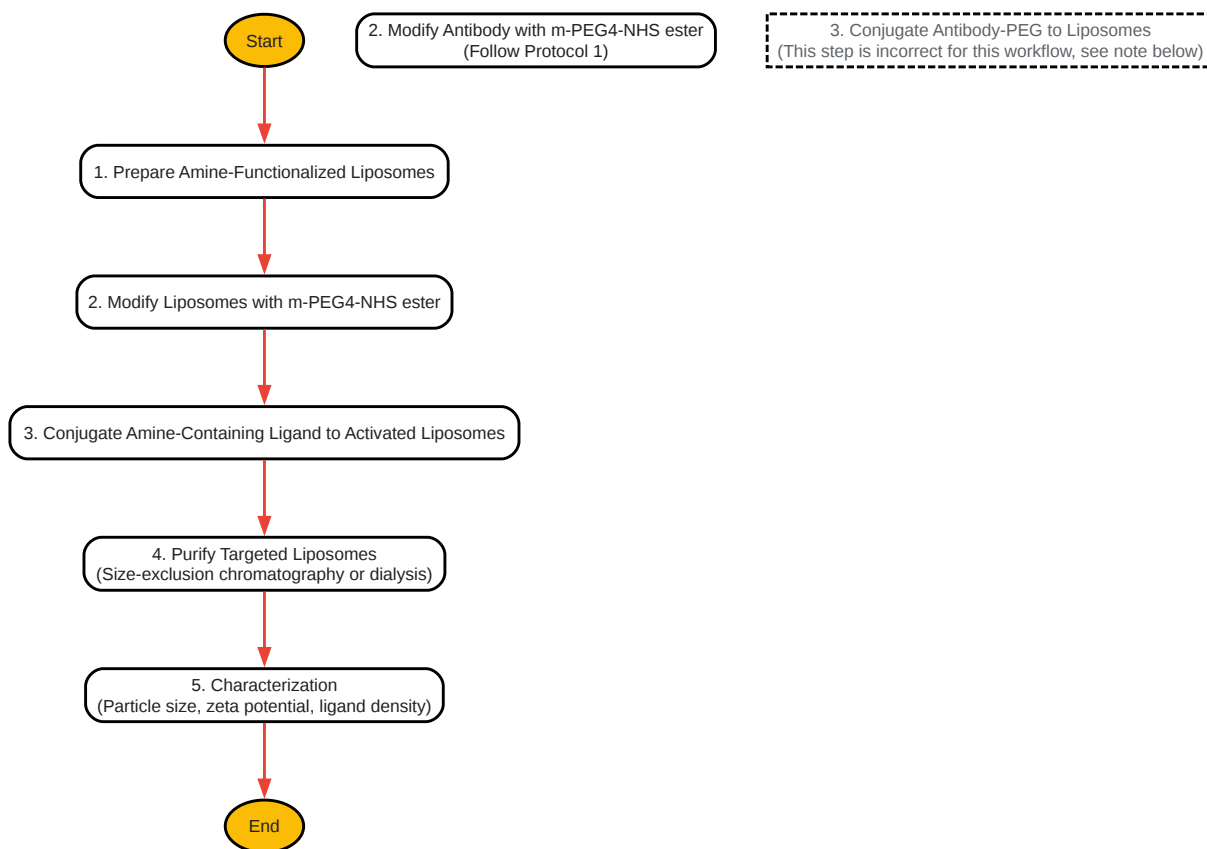 Start
2. Modify Antibody with m-PEG4-NHS ester
(Follow Protocol 1)
3. Conjugate Antibody-PEG to Liposomes
(This step is incorrect for this workflow, see note below)
1. Prepare Amine-Functionalized Liposomes
2. Modify Liposomes with m-PEG4-NHS ester
3. Conjugate Amine-Containing Ligand to Activated Liposomes
4. Purify Targeted Liposomes
(Size-exclusion chromatography or dialysis)
5. Characterization
(Particle size, zeta potential, ligand density)
End